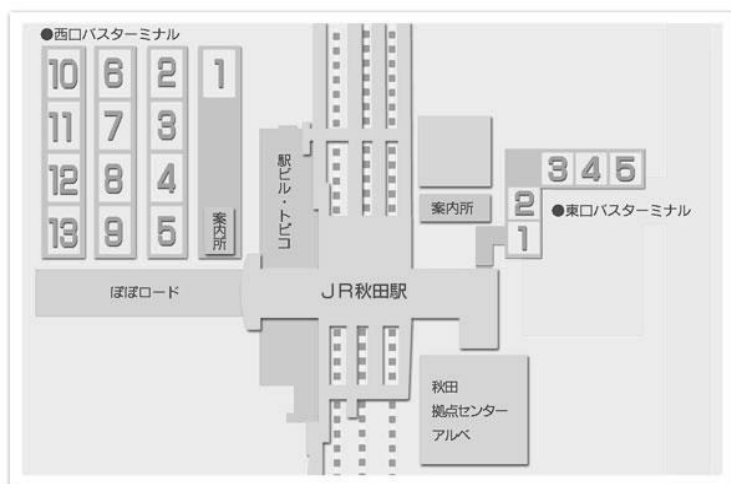 ●西口バスターミナル
10 6 2 1
11 7 3
12 8 4
13 9 5
案内所
駅ビル・トピコ
ぽぽロード
JR秋田駅
案内所
3 4 5
2
1
●東口バスターミナル
秋田
拠点センター
アルベ